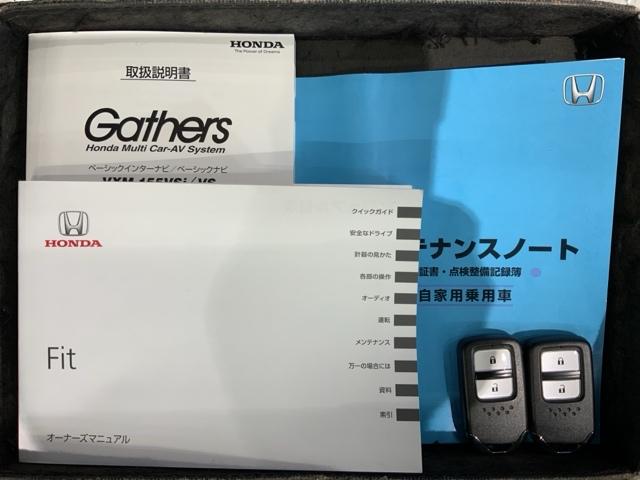 HONDA
The Power of Dreams
取扱説明書
Gathers
Honda Multi Car-AV System
ベーシックインターナビ／ベーシックナビ
VXM-155VSi/VS
HONDA
Fit
オーナーズマニュアル
クイックガイド
安全なドライブ
計器の見かた
各部の操作
オーディオ
運転
メンテナンス
万一の場合には
資料
索引
テナンスノート
証書・点検整備記録簿
自家用乗用車